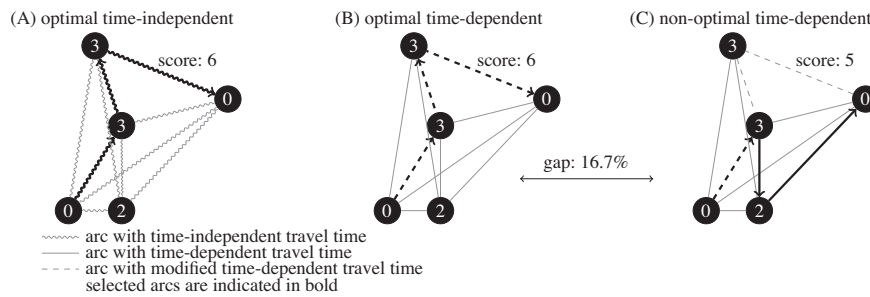 (A) optimal time-independent
(B) optimal time-dependent
(C) non-optimal time-dependent
3
score: 6
0
3
0
2
3
score: 6
0
3
0
2
gap: 16.7%
3
score: 5
0
3
0
2
arc with time-independent travel time
arc with time-dependent travel time
arc with modified time-dependent travel time
selected arcs are indicated in bold